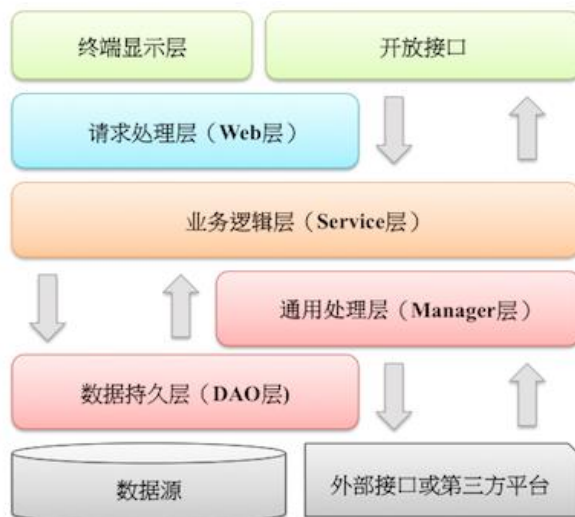 终端显示层
开放接口
请求处理层（Web层）
业务逻辑层（Service层）
通用处理层（Manager层）
数据持久层（DAO层)
数据源
外部接口或第三方平台